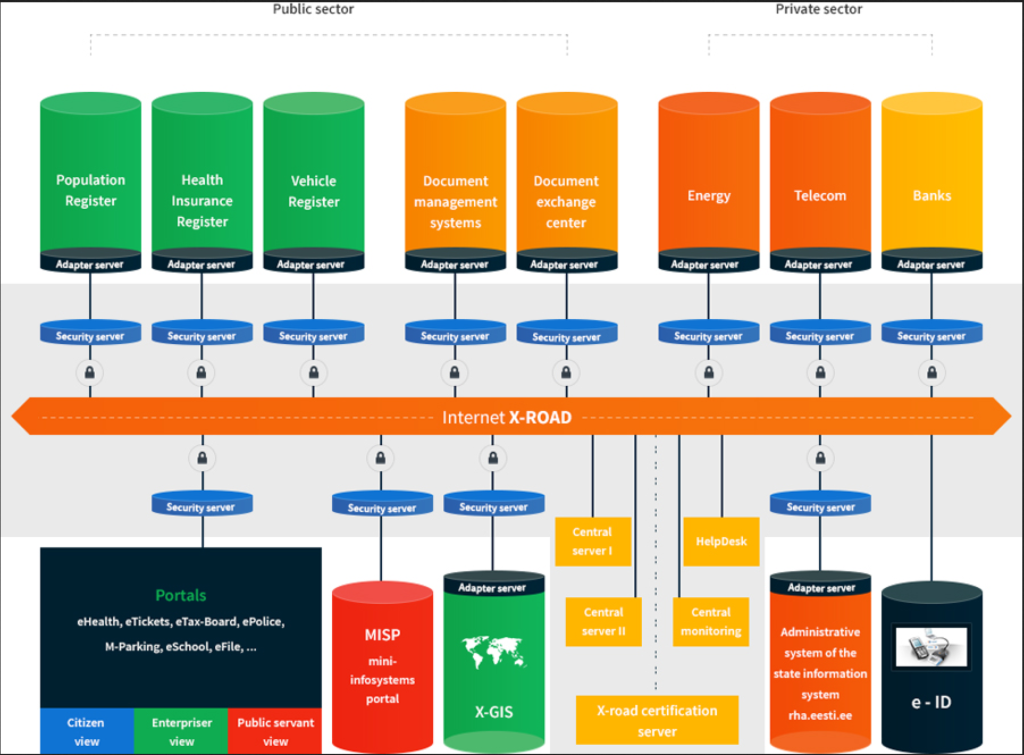 Public sector
Private sector
Population
Register
Health
Insurance
Register
Vehicle
Register
Document
management
systems
Document
exchange
center
Energy
Telecom
Banks
Adapter server
Adapter server
Adapter server
Adapter server
Adapter server
Adapter server
Adapter server
Adapter server
Security server
Security server
Security server
Security server
Security server
Security server
Security server
Security server
Internet X-ROAD
Security server
Security server
Security server
Security server
Central
server I
HelpDesk
Central
server II
Central
monitoring
X-road certification
server
Portals
eHealth, eTickets, eTax-Board, ePolice,
M-Parking, eSchool, eFile, ...
Citizen
view
Enterpriser
view
Public servant
view
MISP
mini-
infosystems
portal
Adapter server
X-GIS
Adapter server
Administrative
system of the
state information
system
rha.eesti.ee
e - ID